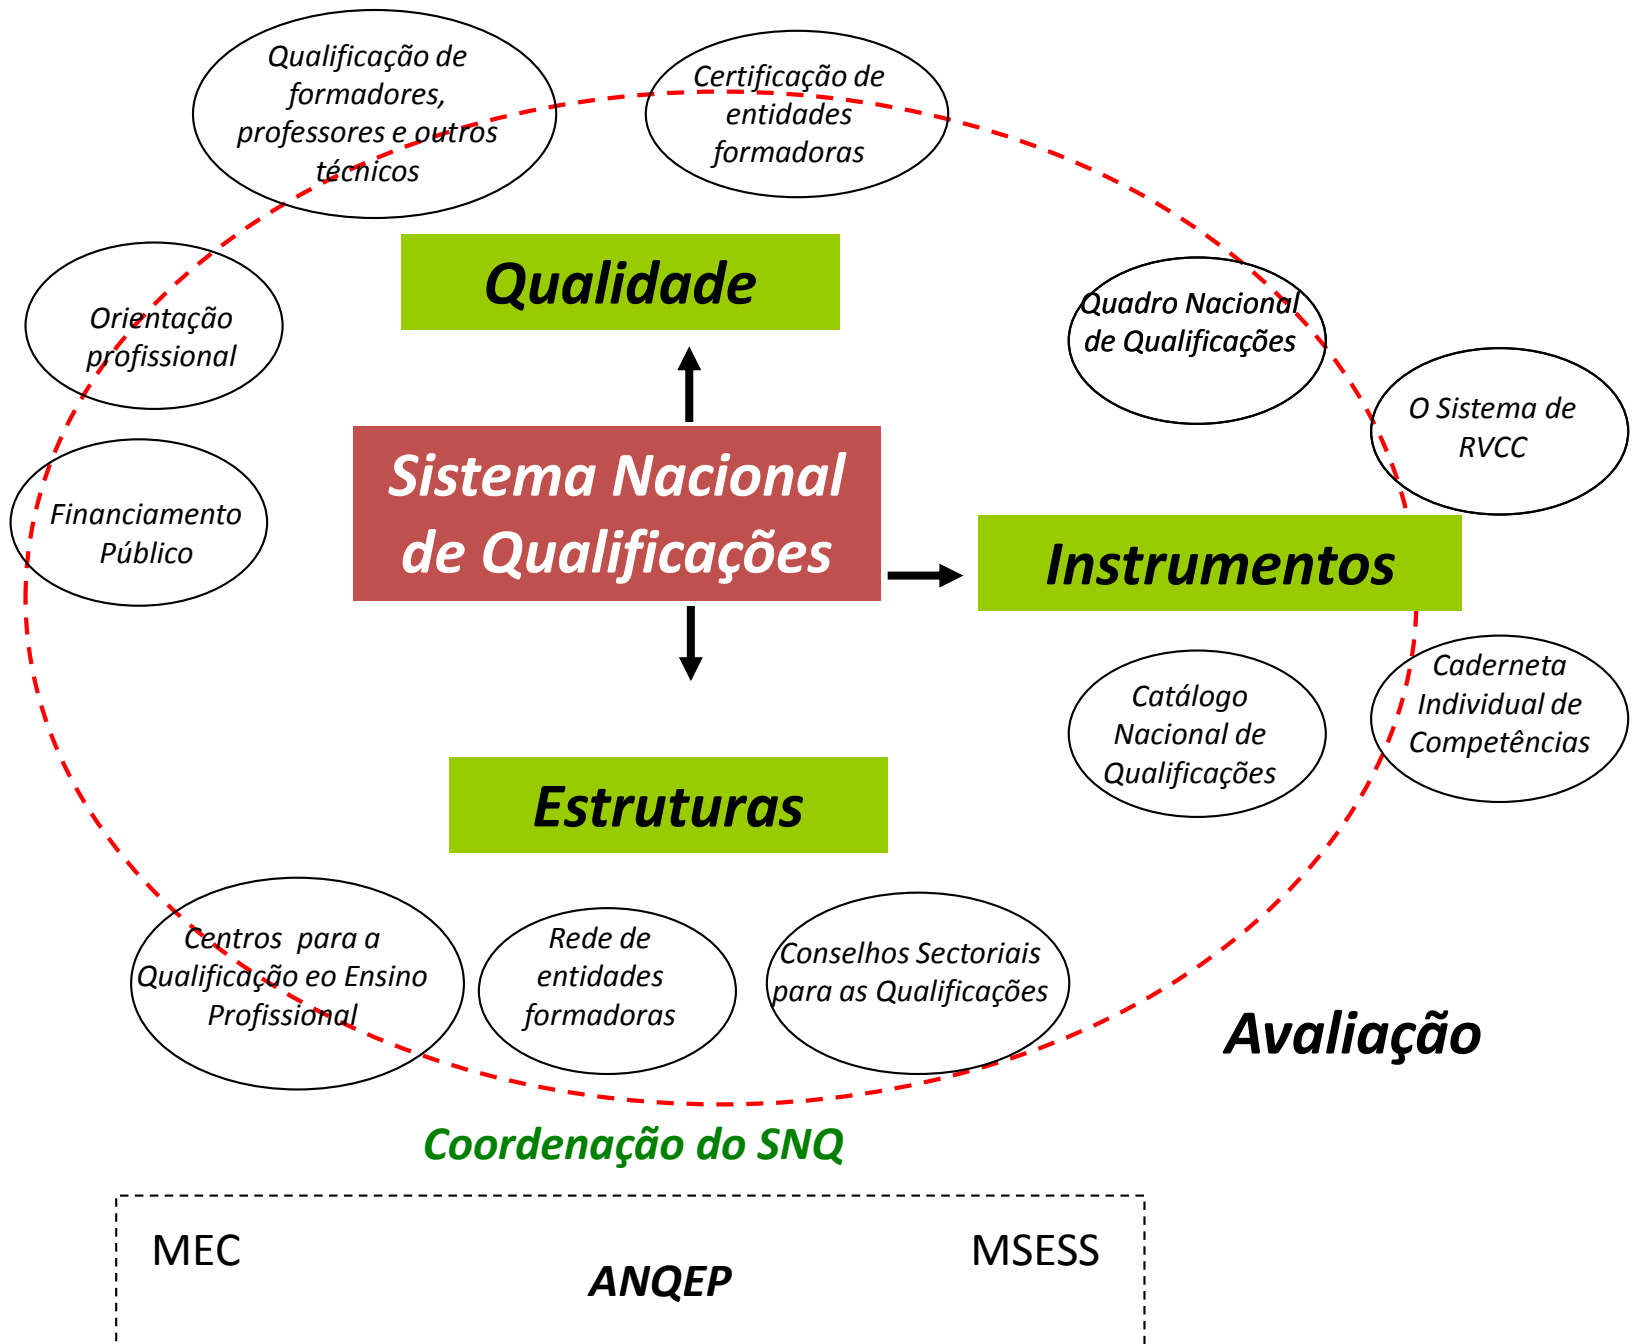 Qualificação de
formadores,
professores e outros
técnicos
Certificação de
entidades
formadoras
Qualidade
Orientação
profissional
Quadro Nacional
de Qualificações
O Sistema de
RVCC
Sistema Nacional
de Qualificações
Financiamento
Público
Instrumentos
Catálogo
Nacional de
Qualificações
Caderneta
Individual de
Competências
Estruturas
Centros  para a
Qualificação eo Ensino
Profissional
Rede de
entidades
formadoras
Conselhos Sectoriais
para as Qualificações
Avaliação
Coordenação do SNQ
MEC
MSESS
ANQEP